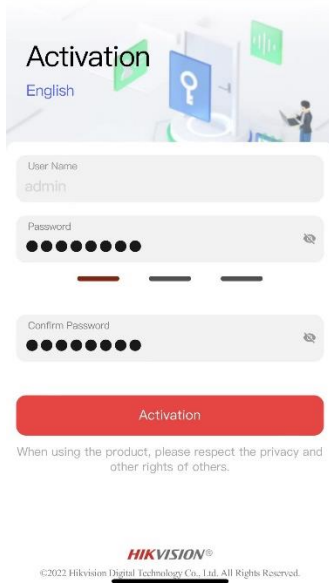 Activation
English
User Name
admin
Password
●●●●●●●●
Confirm Password
●●●●●●●●
Activation
When using the product, please respect the privacy and
other rights of others.
HIKVISION®
©2022 Hikvision Digital Technology Co., Ltd. All Rights Reserved.